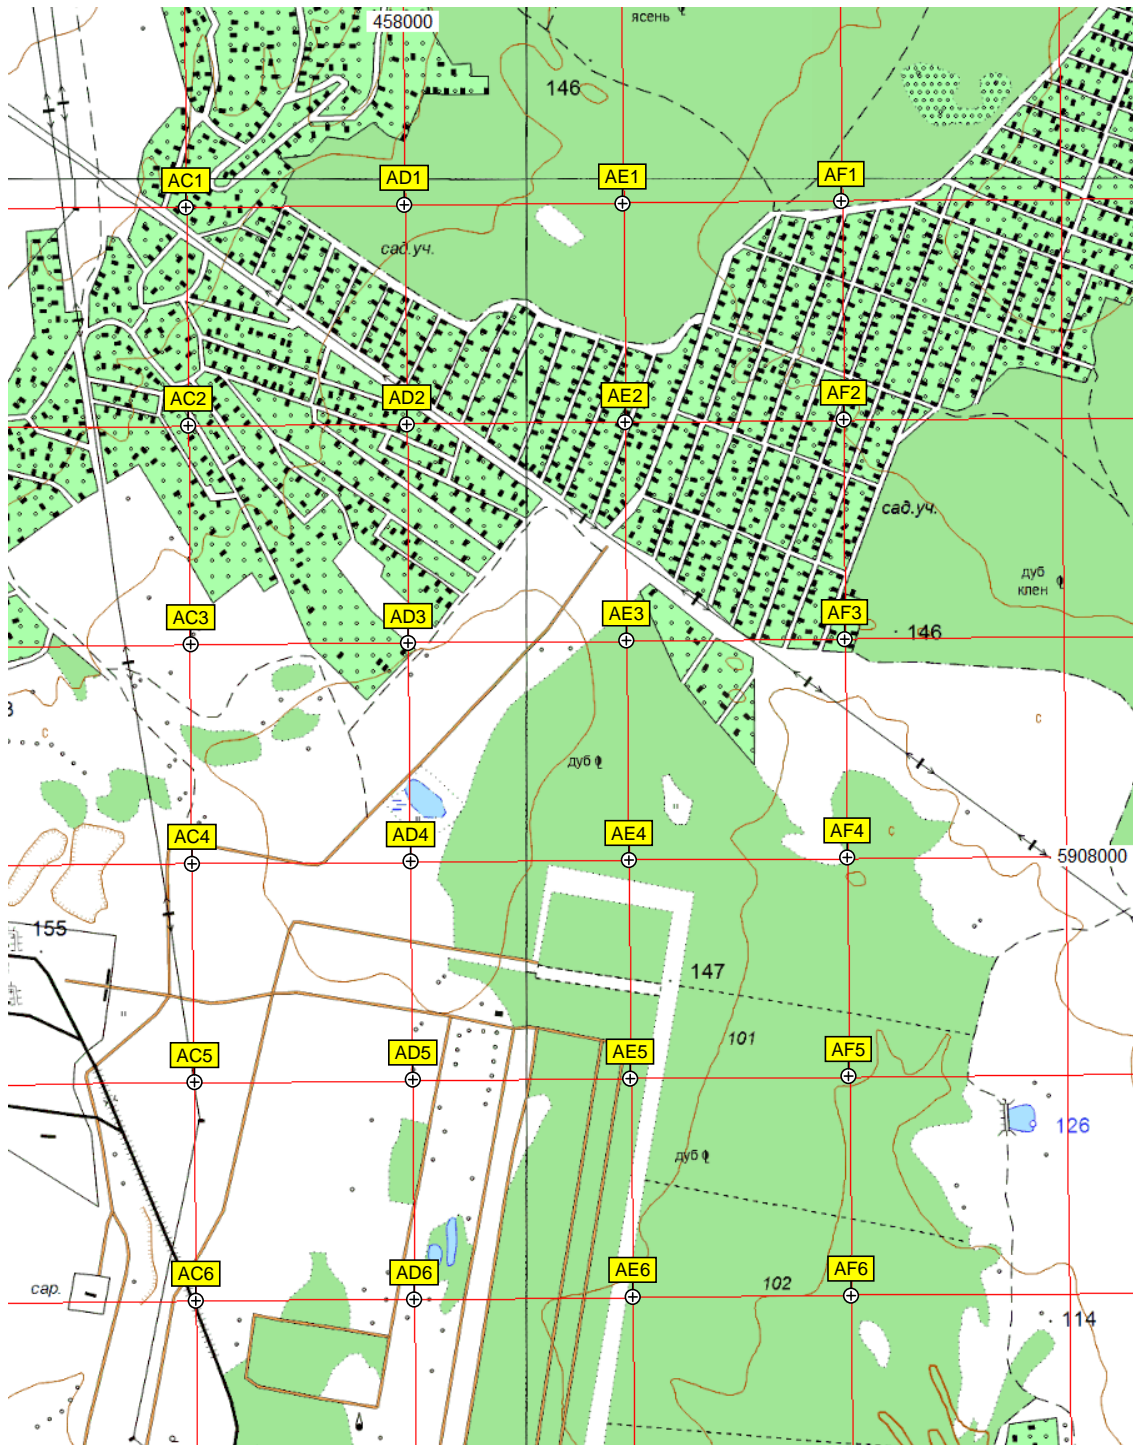 ясень
458000
146
AC1
AD1
AE1
AF1
сад.уч.
AC2
AD2
AE2
AF2
сад.уч.
дуб
клен
AC3
AD3
AE3
AF3
146
3
с
с
дуб
AC4
AD4
AE4
AF4
с
5908000
155
147
101
AC5
AD5
AE5
AF5
126
дуб
AC6
AD6
AE6
AF6
сар.
102
114